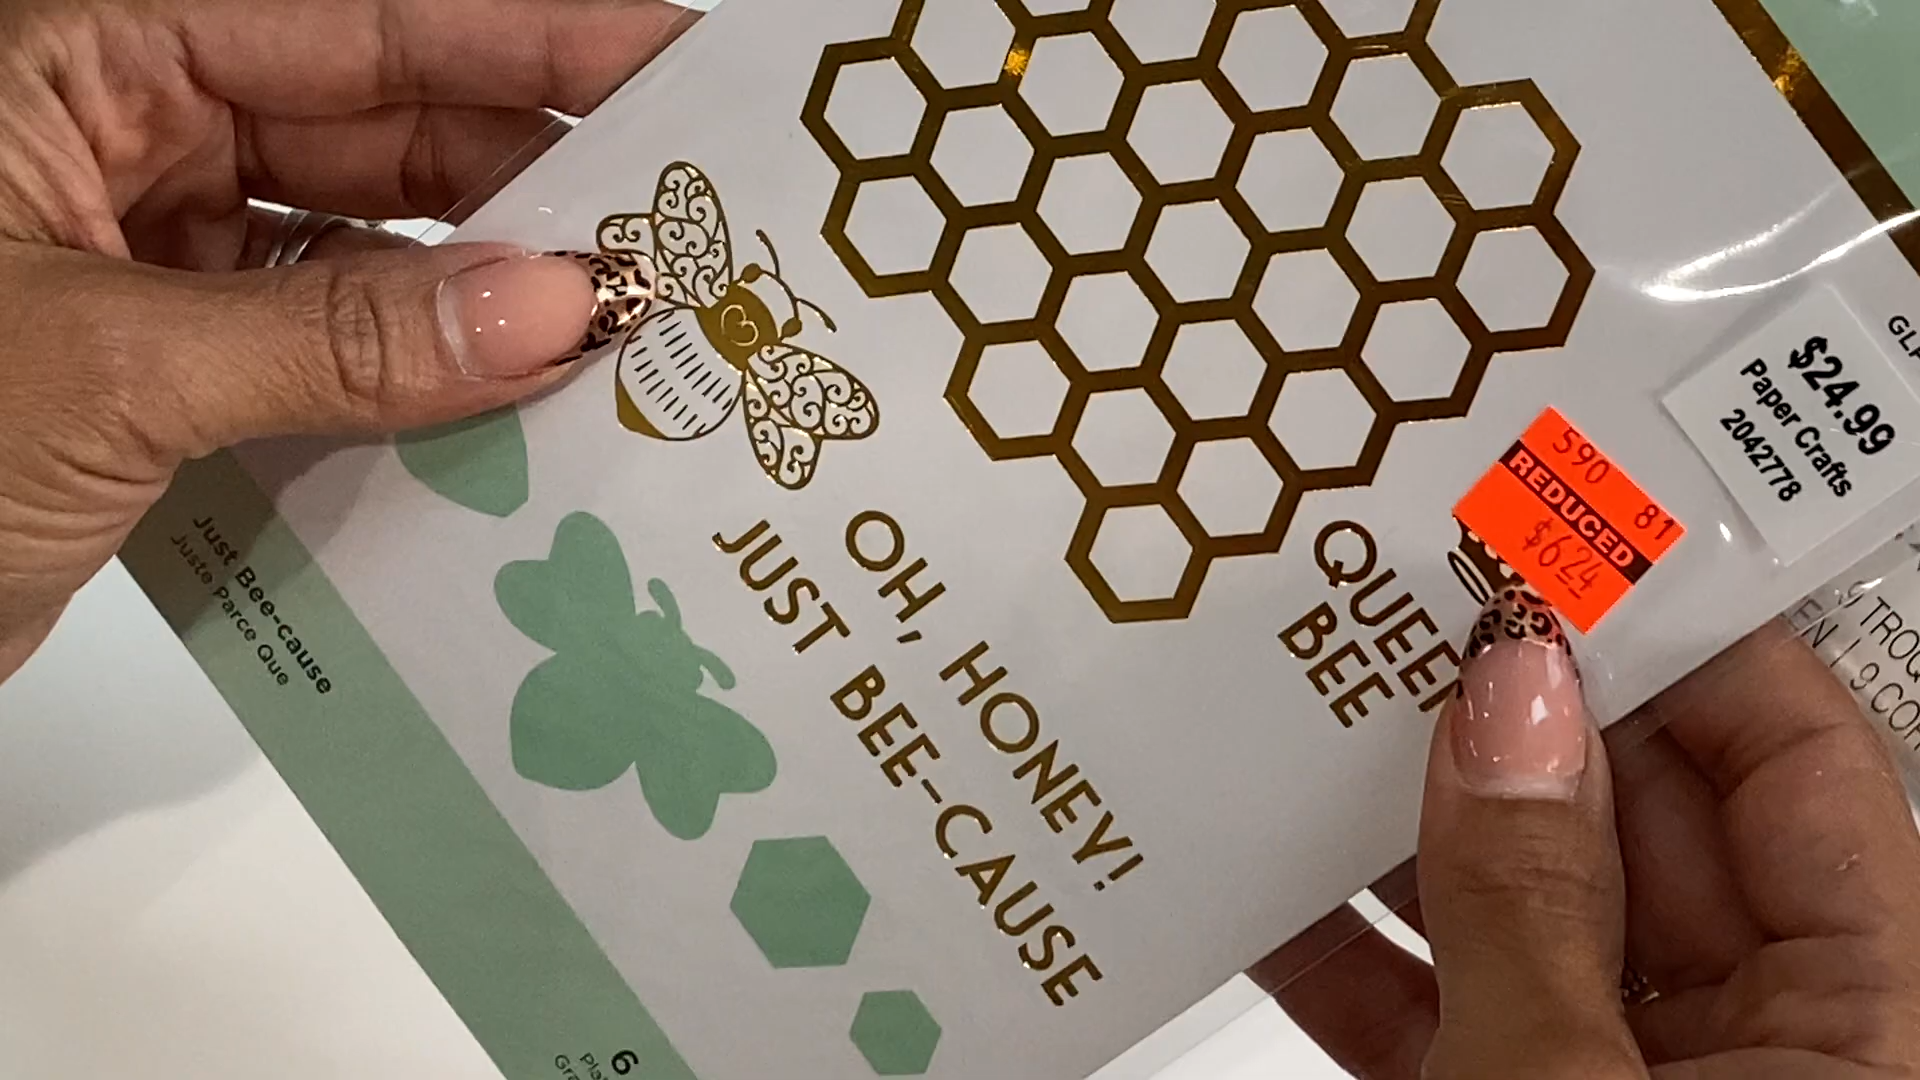 Just Bee-cause
Juste Parce Que
OH, HONEY!
JUST BEE-CAUSE
QUEEN
BEE
590 81
REDUCED
$6.24
$24.99
Paper Crafts
2042778
6